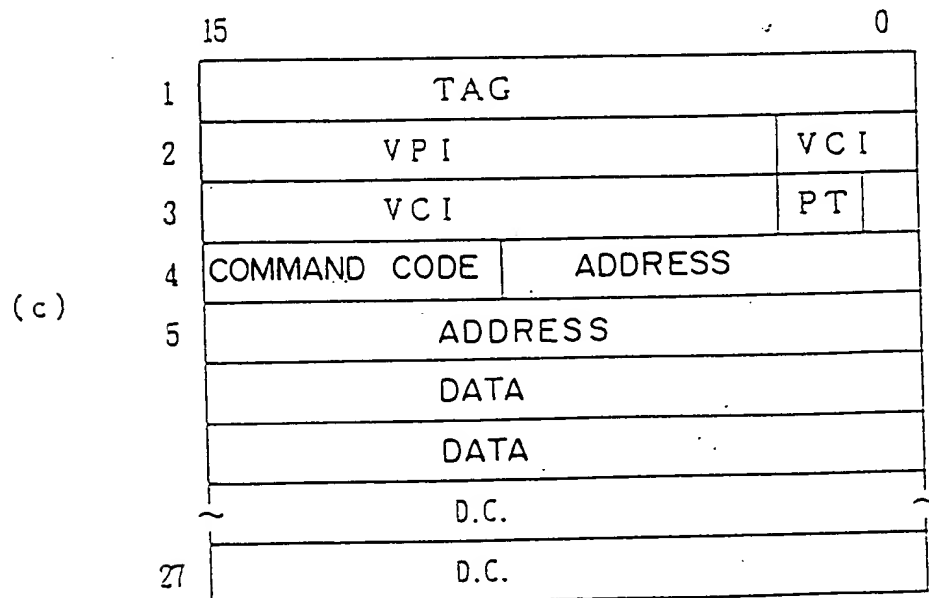 15 0
1 TAG
2 VPI VCI
3 VCI PT
4 COMMAND CODE ADDRESS
(c)
5 ADDRESS
DATA
DATA
D.C.
27 D.C.